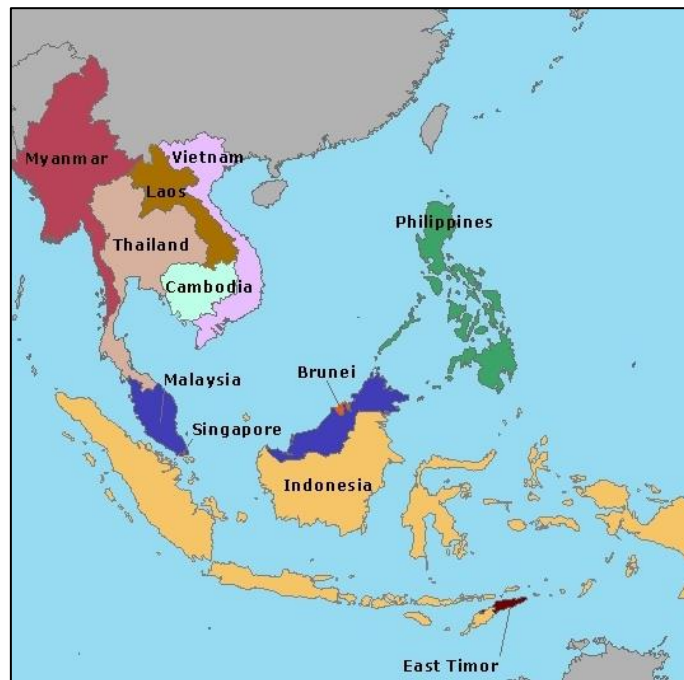 Myanmar
Vietnam
Laos
Thailand
Philippines
Cambodia
Brunei
Malaysia
Singapore
Indonesia
East Timor